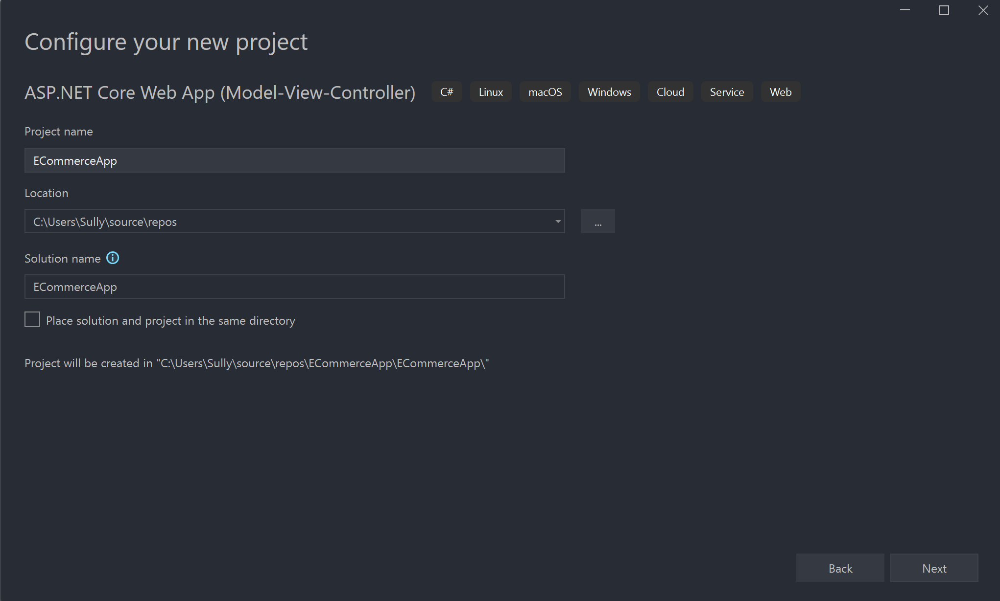 Configure your new project
ASP.NET Core Web App (Model-View-Controller) C# Linux macOS Windows Cloud Service Web
Project name
ECommerceApp
Location
C:\Users\Sully\source\repos
...
Solution name
ECommerceApp
Place solution and project in the same directory
Project will be created in "C:\Users\Sully\source\repos\ECommerceApp\ECommerceApp\"
Back Next